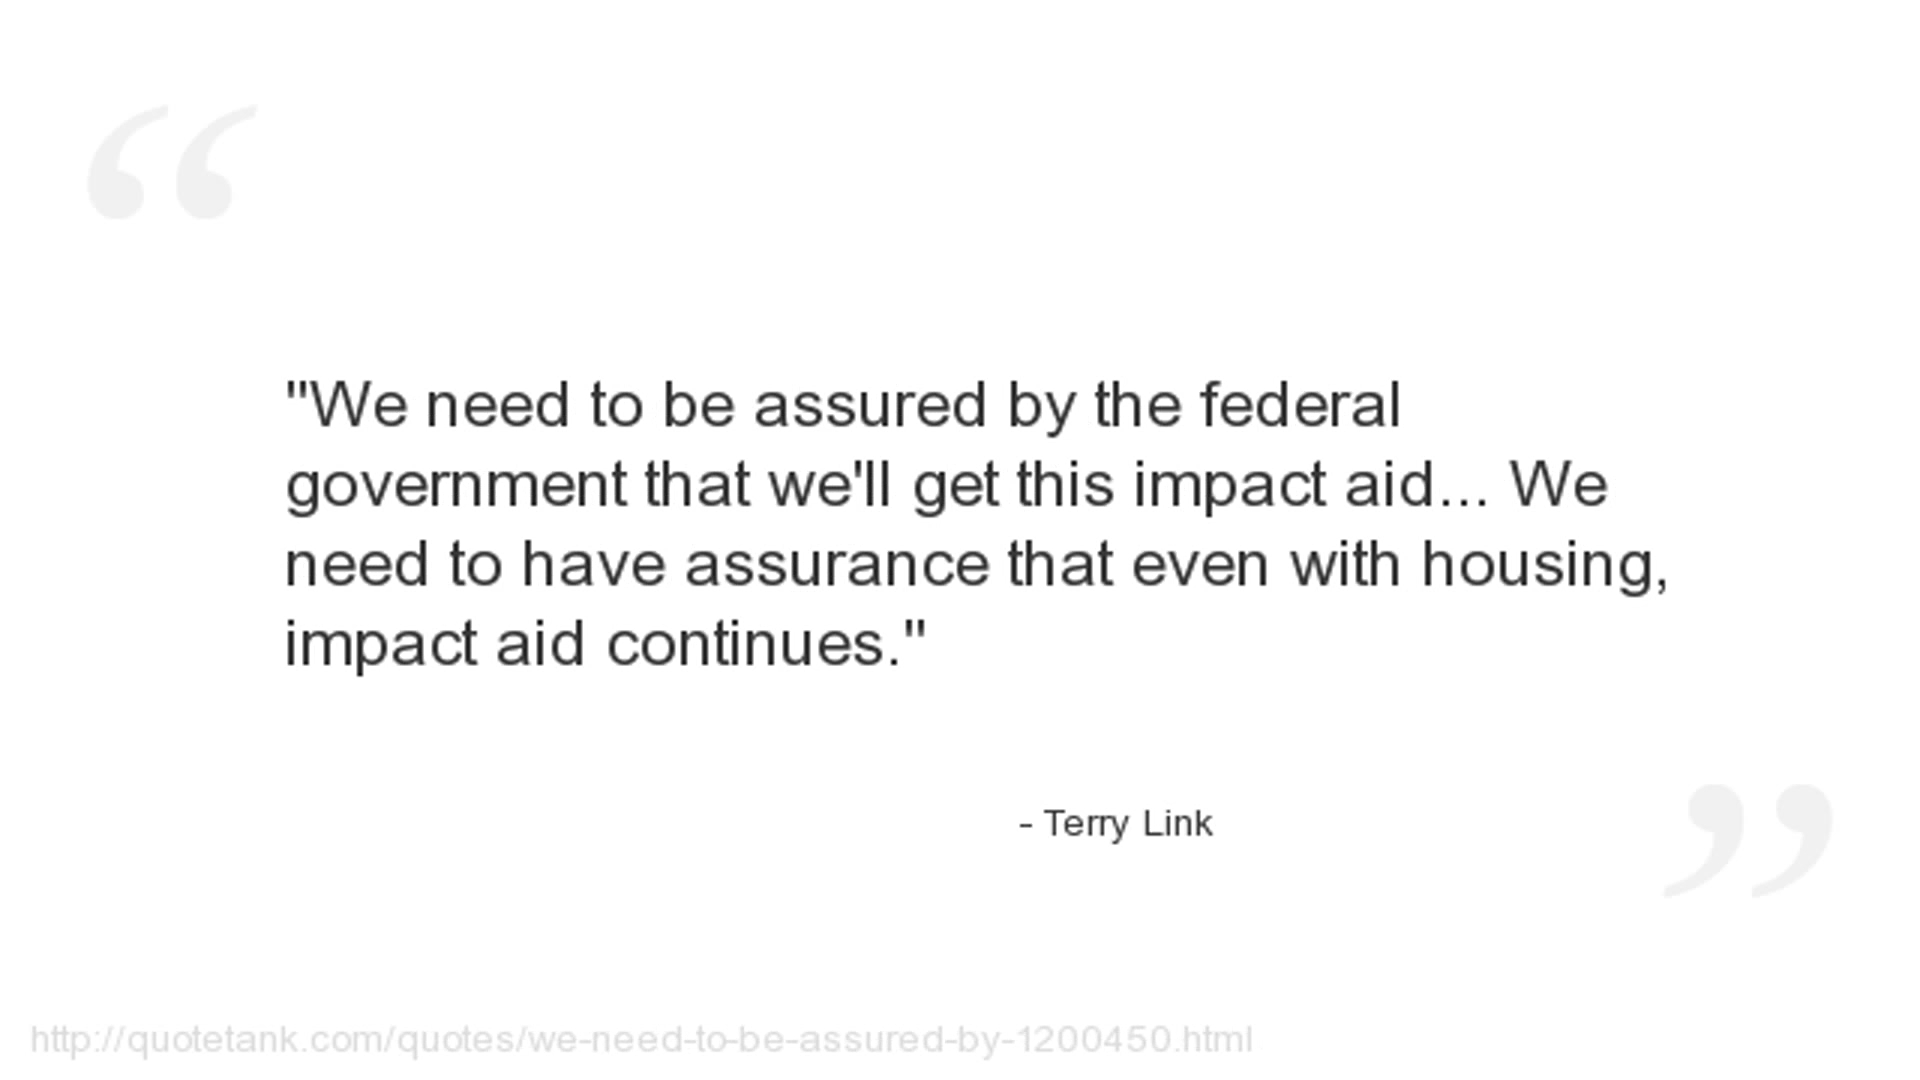 "We need to be assured by the federal
government that we'll get this impact aid... We
need to have assurance that even with housing,
impact aid continues."
- Terry Link
http://quotetank.com/quotes/we-need-to-be-assured-by-1200450.html